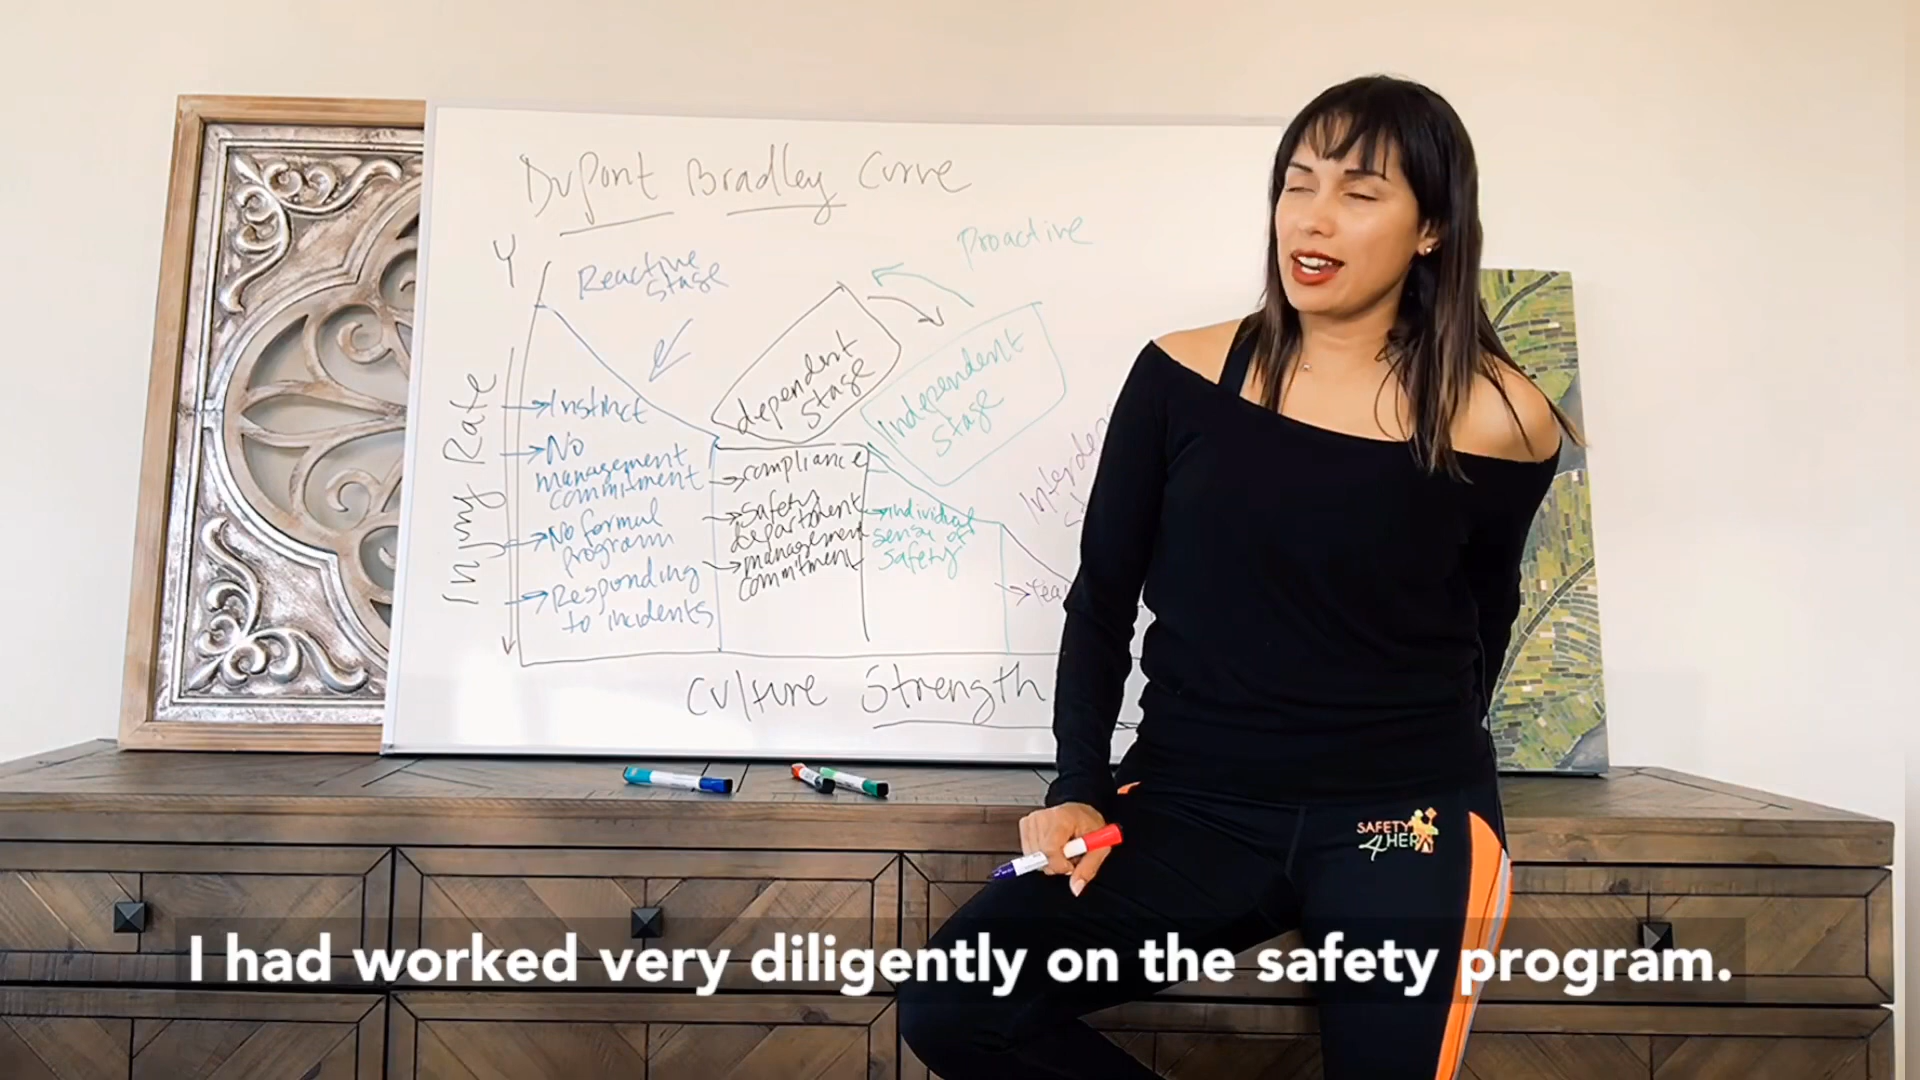 DuPont Bradley Curve
Y
Reactive
Stage
Proactive
dependent
Stage
Independent
Stage
Injury Rate
Instinct
No
management
commitment
No formal
program
Responding
to incidents
compliance
Safety
department
management
commitment
individual
sense of
safety
Culture Strength
SAFETY
4HER
I had worked very diligently on the safety program.